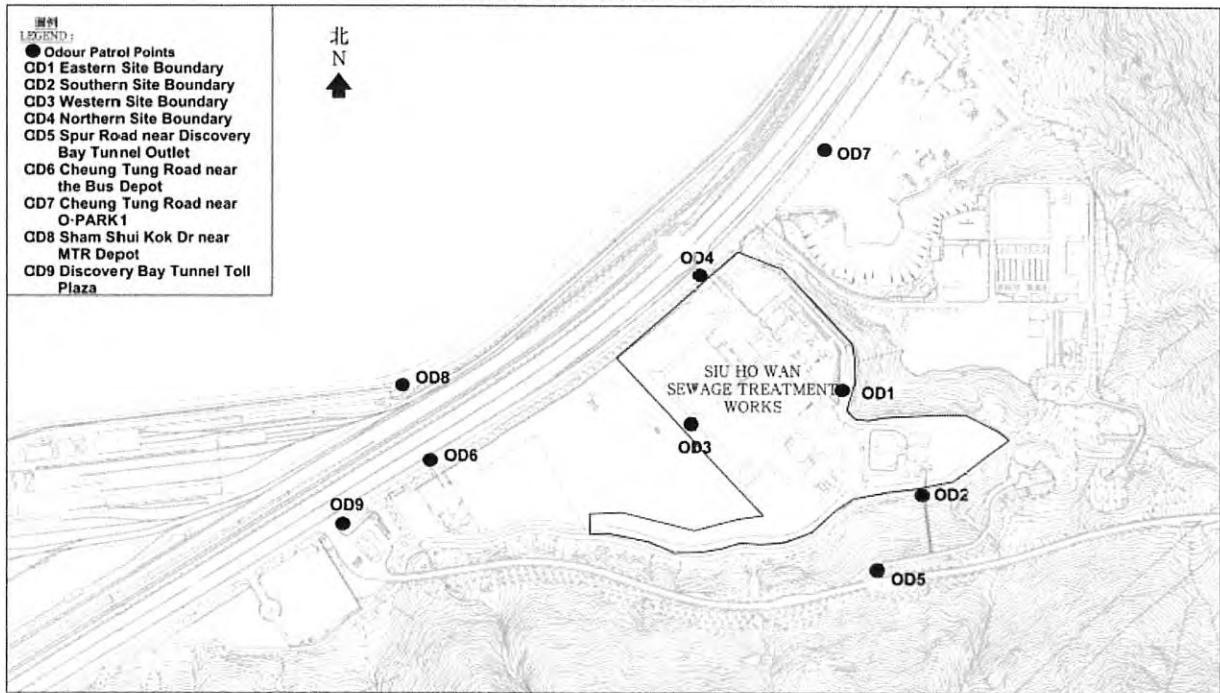 圖例
LEGEND :
Odour Patrol Points
OD1 Eastern Site Boundary
OD2 Southern Site Boundary
OD3 Western Site Boundary
OD4 Northern Site Boundary
OD5 Spur Road near Discovery
Bay Tunnel Outlet
OD6 Cheung Tung Road near
the Bus Depot
OD7 Cheung Tung Road near
O·PARK1
OD8 Sham Shui Kok Dr near
MTR Depot
OD9 Discovery Bay Tunnel Toll
Plaza
北
N
OD7
OD4
SIU HO WAN
SEWAGE TREATMENT
WORKS
OD8
OD1
OD3
OD6
OD2
OD9
OD5